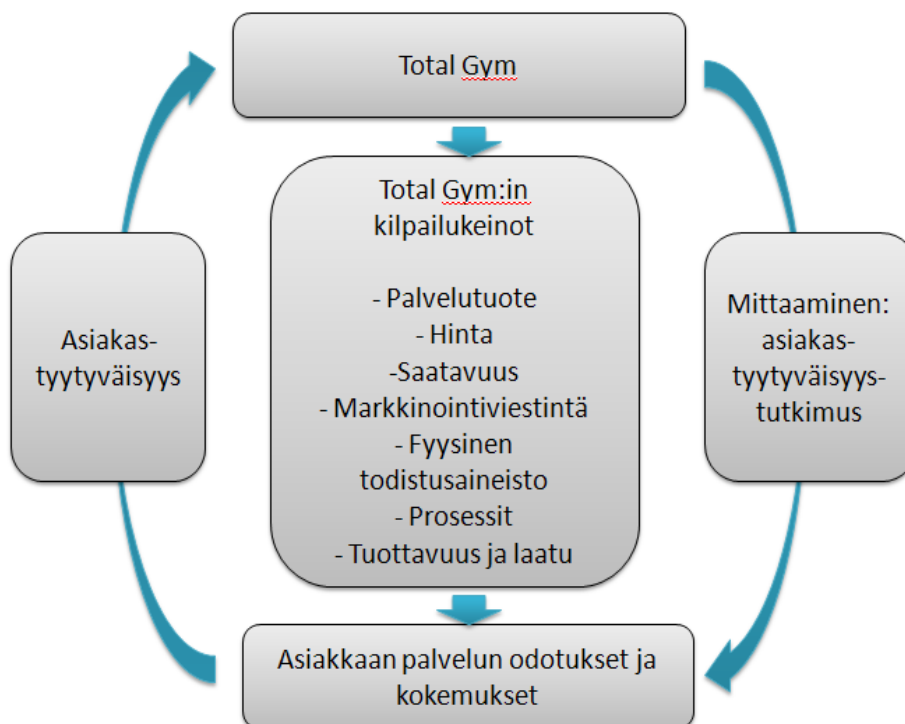 Total Gym
Total Gym:in
kilpailukeinot
- Palvelutuote
- Hinta
-Saatavuus
- Markkinointiviestintä
- Fyysinen
todistusaineisto
- Prosessit
- Tuottavuus ja laatu
Asiakas-
tyytyväisyys
Mittaaminen:
asiakas-
tyytyväisyys-
tutkimus
Asiakkaan palvelun odotukset ja
kokemukset